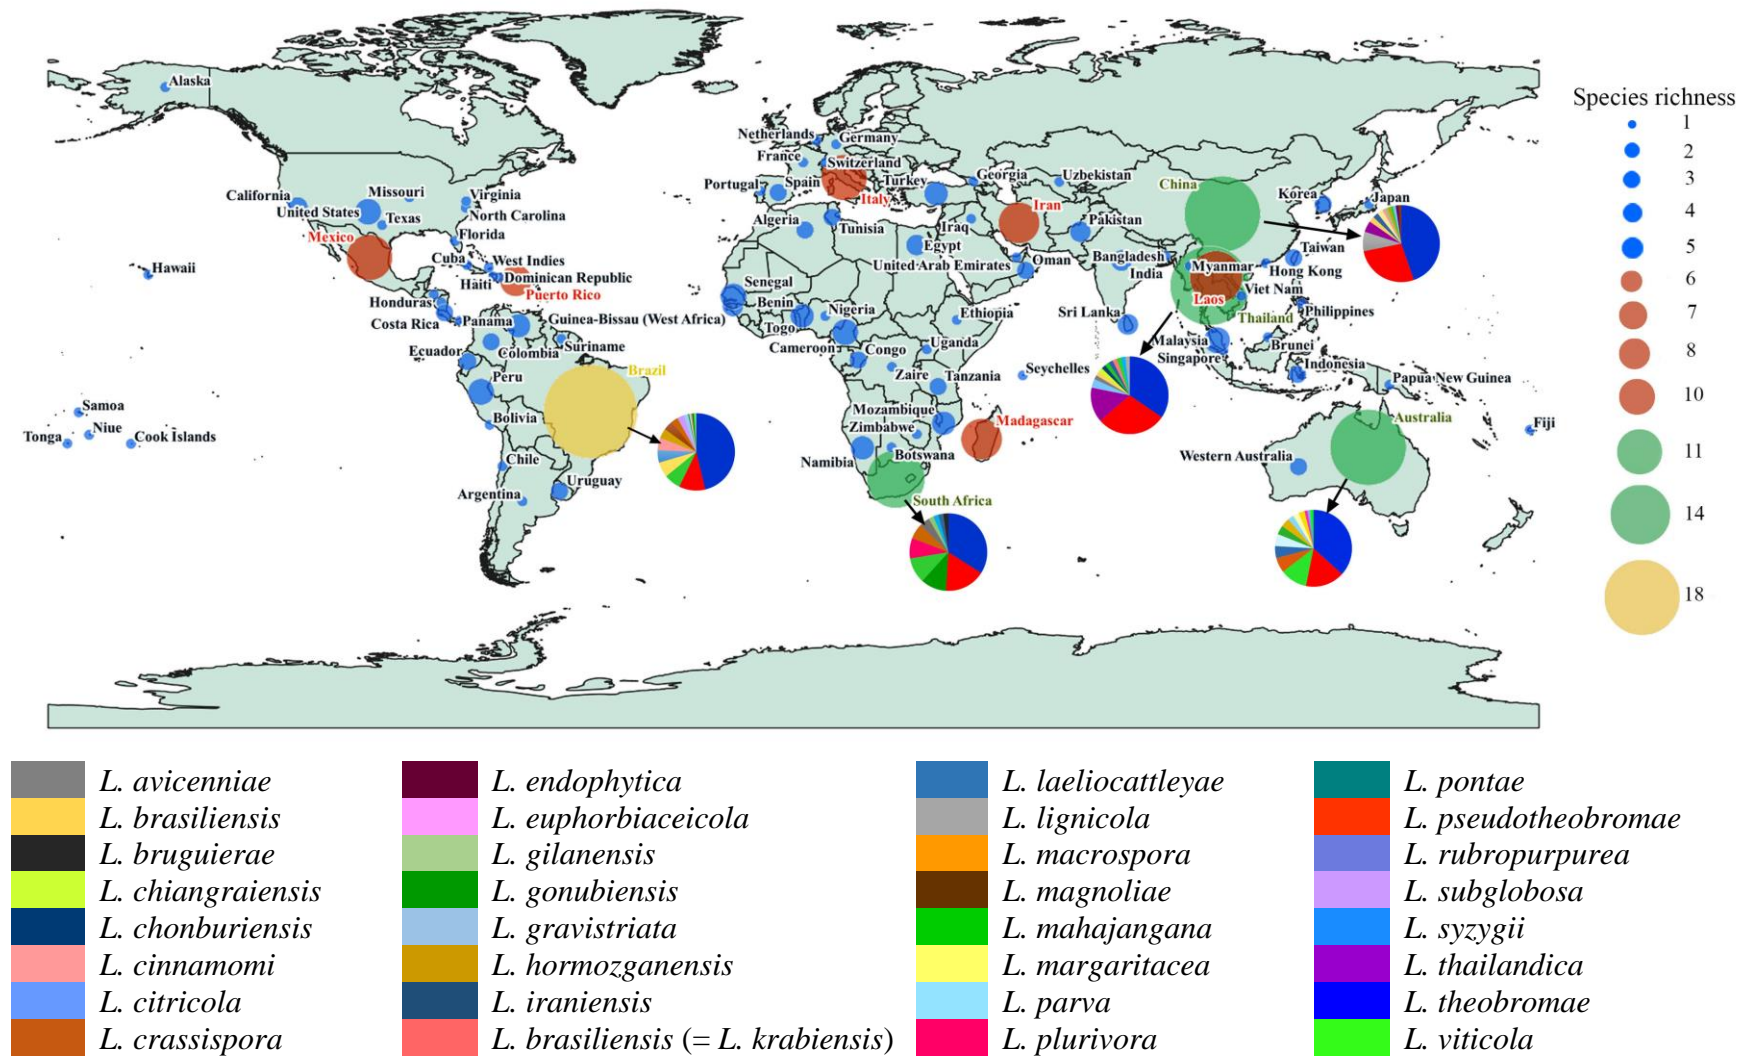 Alaska
Species richness
1
2
3
4
5
6
7
8
10
11
14
18
Netherlands
Germany
France
Switzerland
Portugal
Spain
Turkey
Georgia
Uzbekistan
China
Korea
Japan
California
Missouri
Virginia
United States
Texas
North Carolina
Italy
Iran
Mexico
Florida
Algeria
Tunisia
Iraq
Pakistan
Egypt
Taiwan
Cuba
West Indies
United Arab Emirates
Oman
Bangladesh
India
Myanmar
Hong Kong
Hawaii
Haiti
Dominican Republic
Puerto Rico
Senegal
Laos
Viet Nam
Honduras
Benin
Nigeria
Ethiopia
Sri Lanka
Thailand
Philippines
Costa Rica
Panama
Guinea-Bissau (West Africa)
Togo
Suriname
Cameroon
Congo
Uganda
Malaysia
Brunei
Ecuador
Colombia
Singapore
Peru
Brazil
Zaire
Tanzania
Seychelles
Indonesia
Papua New Guinea
Samoa
Niue
Tonga
Cook Islands
Bolivia
Mozambique
Zimbabwe
Madagascar
Australia
Fiji
Chile
Namibia
Botswana
Western Australia
Argentina
Uruguay
South Africa
L. avicenniae
L. brasiliensis
L. bruguierae
L. chiangraiensis
L. chonburiensis
L. cinnamomi
L. citricola
L. crassispora
L. endophytica
L. euphorbiaceicola
L. gilanensis
L. gonubiensis
L. gravistriata
L. hormozganensis
L. iraniensis
L. brasiliensis (= L. krabiensis)
L. laeliocattleyae
L. lignicola
L. macrospora
L. magnoliae
L. mahajangana
L. margaritacea
L. parva
L. plurivora
L. pontae
L. pseudotheobromae
L. rubropurpurea
L. subglobosa
L. syzygii
L. thailandica
L. theobromae
L. viticola